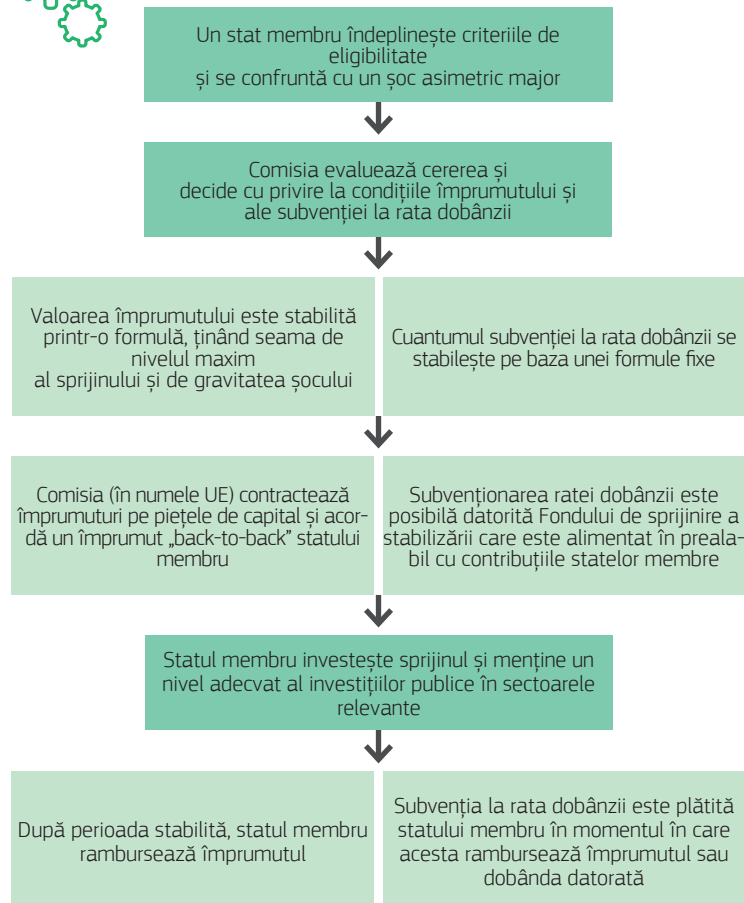 Un stat membru îndeplinește criteriile de
eligibilitate
și se confruntă cu un șoc asimetric major
Comisia evaluează cererea și
decide cu privire la condițiile împrumutului și
ale subvenției la rata dobânzii
Valoarea împrumutului este stabilită
printr-o formulă, ținând seama de
nivelul maxim
al sprijinului și de gravitatea șocului
Cuantumul subvenției la rata dobânzii se
stabilește pe baza unei formule fixe
Comisia (în numele UE) contractează
împrumuturi pe piețele de capital și acor-
dă un împrumut „back-to-back” statului
membru
Subvenționarea ratei dobânzii este
posibilă datorită Fondului de sprijinire a
stabilizării care este alimentat în preala-
bil cu contribuțiile statelor membre
Statul membru investește sprijinul și menține un
nivel adecvat al investițiilor publice în sectoarele
relevante
După perioada stabilită, statul membru
rambursează împrumutul
Subvenția la rata dobânzii este plătită
statului membru în momentul în care
acesta rambursează împrumutul sau
dobânda datorată